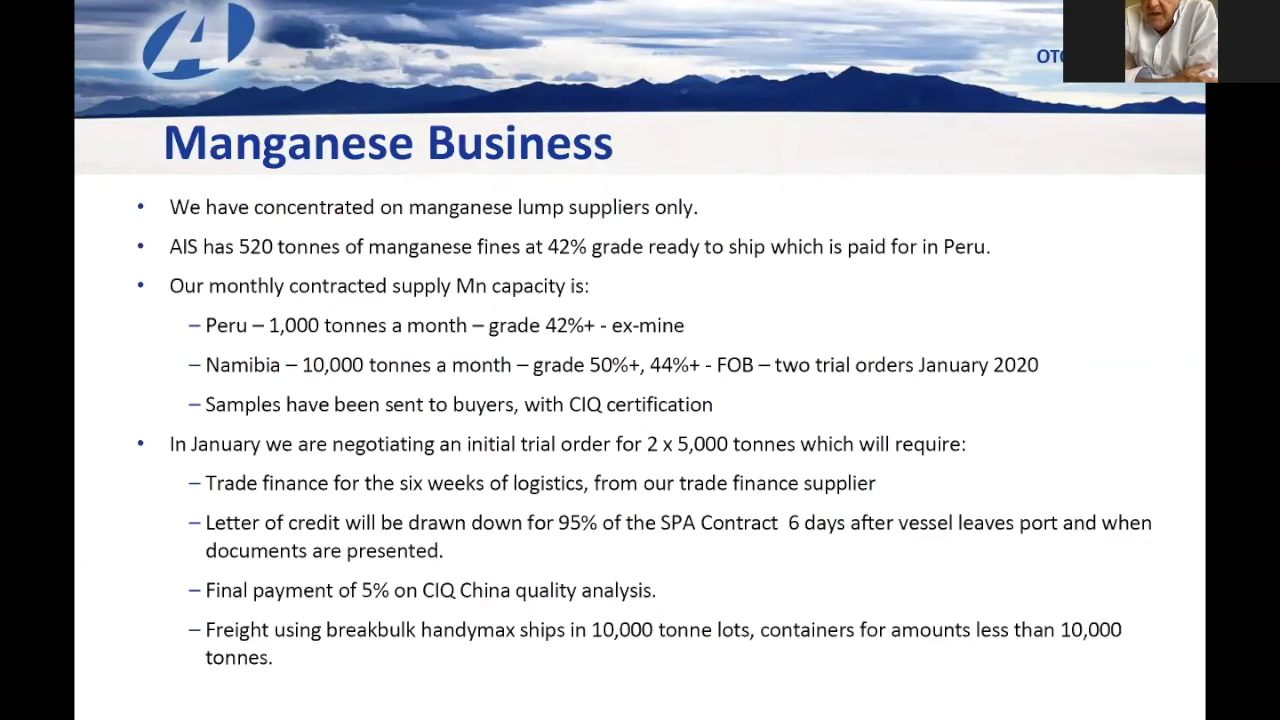 OTC
Manganese Business
• We have concentrated on manganese lump suppliers only.
• AIS has 520 tonnes of manganese fines at 42% grade ready to ship which is paid for in Peru.
• Our monthly contracted supply Mn capacity is:
– Peru – 1,000 tonnes a month – grade 42%+ - ex-mine
– Namibia – 10,000 tonnes a month – grade 50%+, 44%+ - FOB – two trial orders January 2020
– Samples have been sent to buyers, with CIQ certification
• In January we are negotiating an initial trial order for 2 x 5,000 tonnes which will require:
– Trade finance for the six weeks of logistics, from our trade finance supplier
– Letter of credit will be drawn down for 95% of the SPA Contract  6 days after vessel leaves port and when
documents are presented.
– Final payment of 5% on CIQ China quality analysis.
– Freight using breakbulk handymax ships in 10,000 tonne lots, containers for amounts less than 10,000
tonnes.